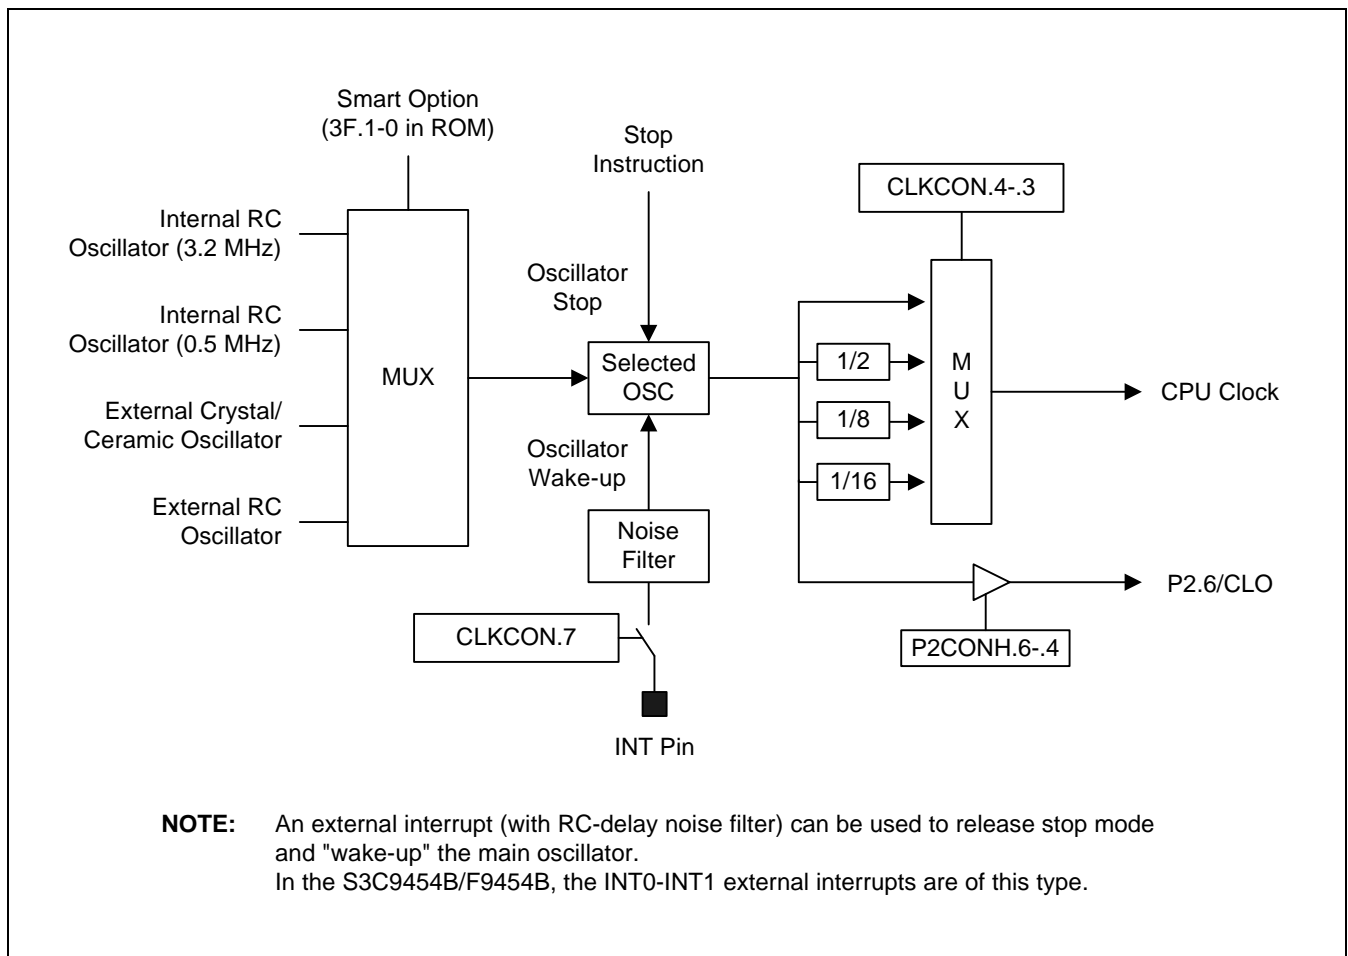 Smart Option
(3F.1-0 in ROM)
Stop
Instruction
CLKCON.4-.3
Internal RC
Oscillator (3.2 MHz)
Oscillator
Stop
Internal RC
Oscillator (0.5 MHz)
MUX
Selected
OSC
1/2
M
U
X
CPU Clock
External Crystal/
Ceramic Oscillator
1/8
Oscillator
Wake-up
1/16
External RC
Oscillator
Noise
Filter
P2.6/CLO
CLKCON.7
P2CONH.6-.4
INT Pin
NOTE: An external interrupt (with RC-delay noise filter) can be used to release stop mode
and "wake-up" the main oscillator.
In the S3C9454B/F9454B, the INT0-INT1 external interrupts are of this type.